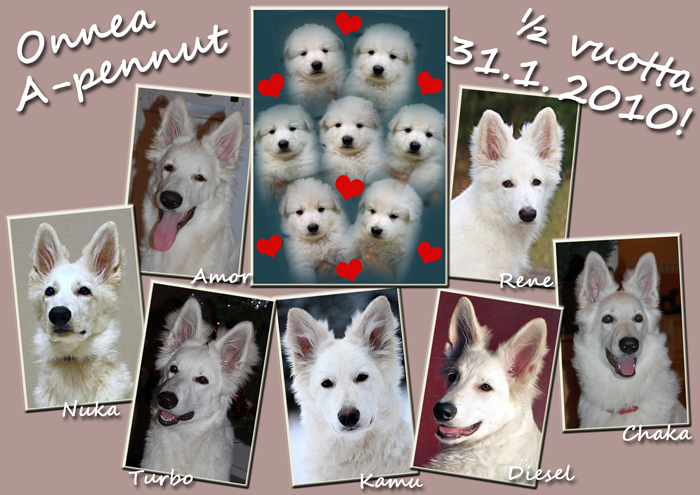 Onnea
A-pennut
½ vuotta
31.1.2010!
Amor
Rene
Nuka
Turbo
Kamu
Diesel
Chaka